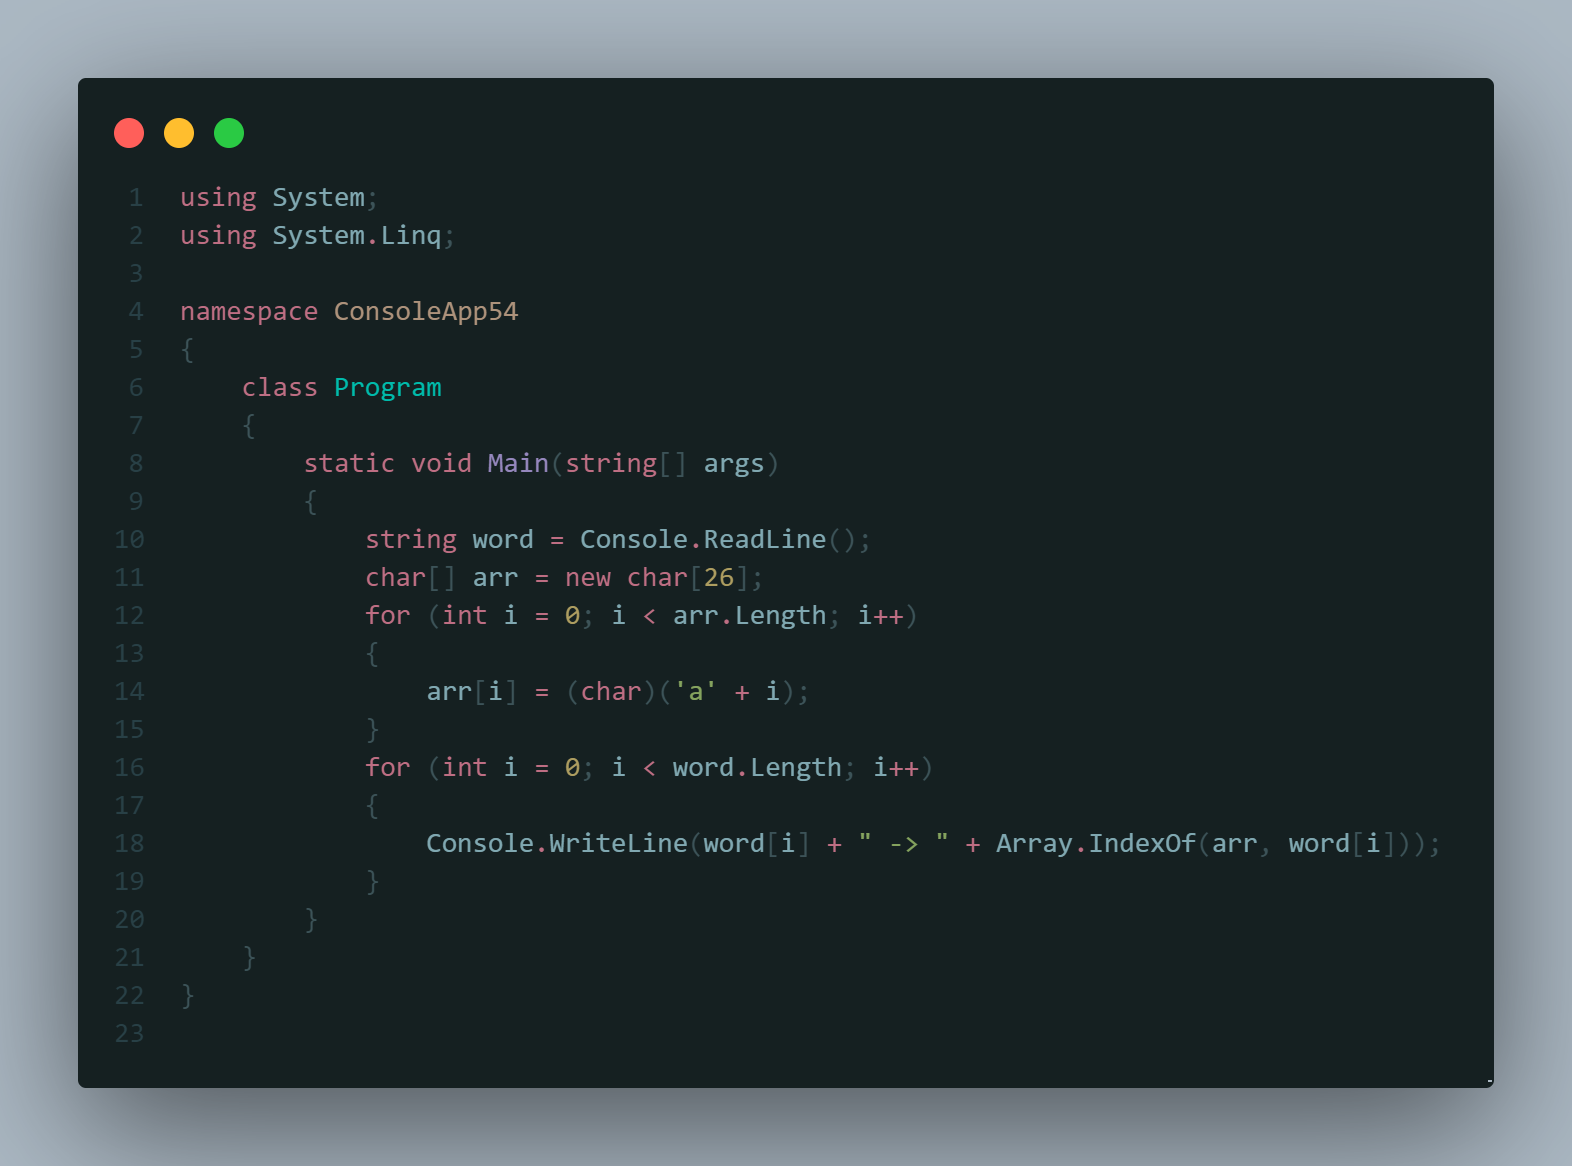 1 using System;
2 using System.Linq;
3
4 namespace ConsoleApp54
5 {
6     class Program
7     {
8         static void Main(string[] args)
9         {
10             string word = Console.ReadLine();
11             char[] arr = new char[26];
12             for (int i = 0; i < arr.Length; i++)
13             {
14                 arr[i] = (char)('a' + i);
15             }
16             for (int i = 0; i < word.Length; i++)
17             {
18                 Console.WriteLine(word[i] + " -> " + Array.IndexOf(arr, word[i]));
19             }
20         }
21     }
22 }
23